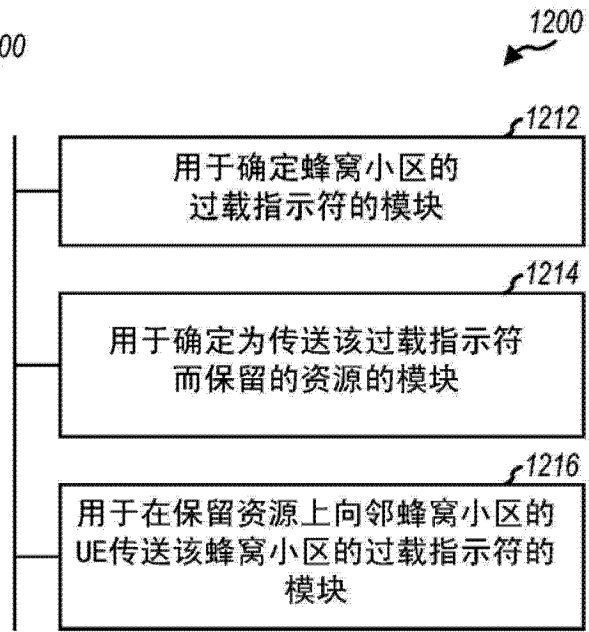 00
1200
1212
用于确定蜂窝小区的
过载指示符的模块
1214
用于确定为传送该过载指示符
而保留的资源的模块
1216
用于在保留资源上向邻蜂窝小区的
UE传送该蜂窝小区的过载指示符的
模块